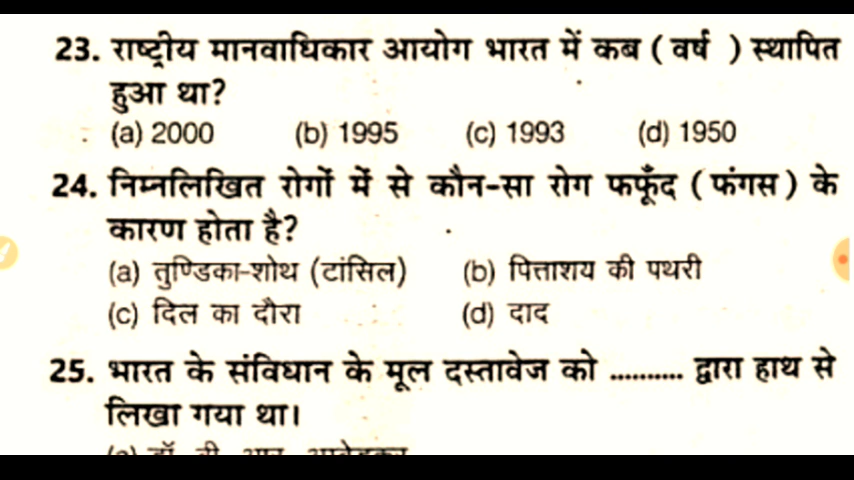 23. राष्ट्रीय मानवाधिकार आयोग भारत में कब ( वर्ष ) स्थापित
हुआ था?
(a) 2000 (b) 1995 (c) 1993 (d) 1950
24. निम्नलिखित रोगों में से कौन-सा रोग फफूँद ( फंगस ) के
कारण होता है?
(a) तुण्डिका-शोथ (टांसिल) (b) पित्ताशय की पथरी
(c) दिल का दौरा (d) दाद
25. भारत के संविधान के मूल दस्तावेज को .......... द्वारा हाथ से
लिखा गया था।